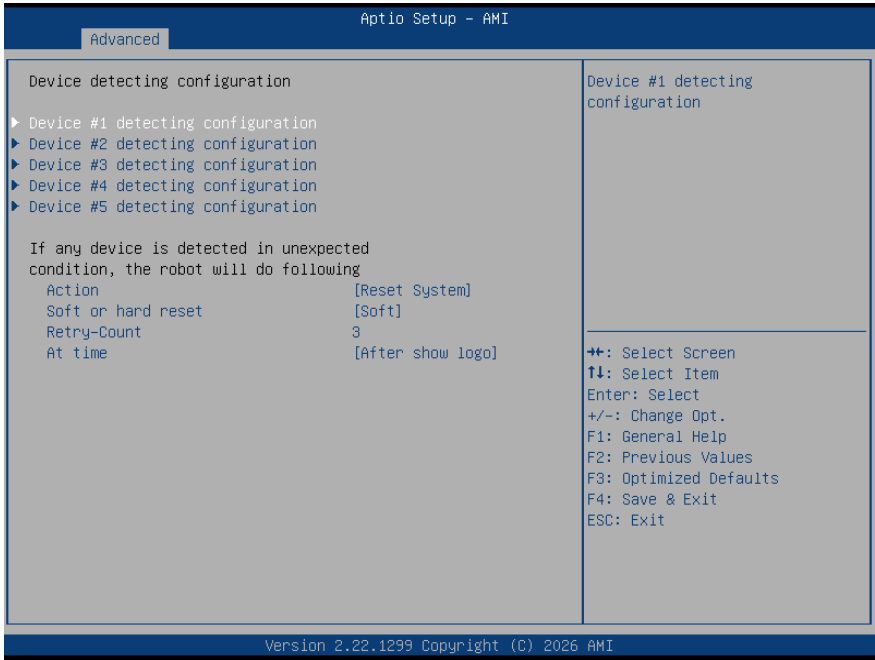 Aptio Setup – AMI
Advanced
Device detecting configuration
Device #1 detecting configuration
Device #2 detecting configuration
Device #3 detecting configuration
Device #4 detecting configuration
Device #5 detecting configuration
If any device is detected in unexpected
condition, the robot will do following
Action [Reset System]
Soft or hard reset [Soft]
Retry-Count 3
At time [After show logo]
Device #1 detecting
configuration
→←: Select Screen
↑↓: Select Item
Enter: Select
+/-: Change Opt.
F1: General Help
F2: Previous Values
F3: Optimized Defaults
F4: Save & Exit
ESC: Exit
Version 2.22.1299 Copyright (C) 2026 AMI